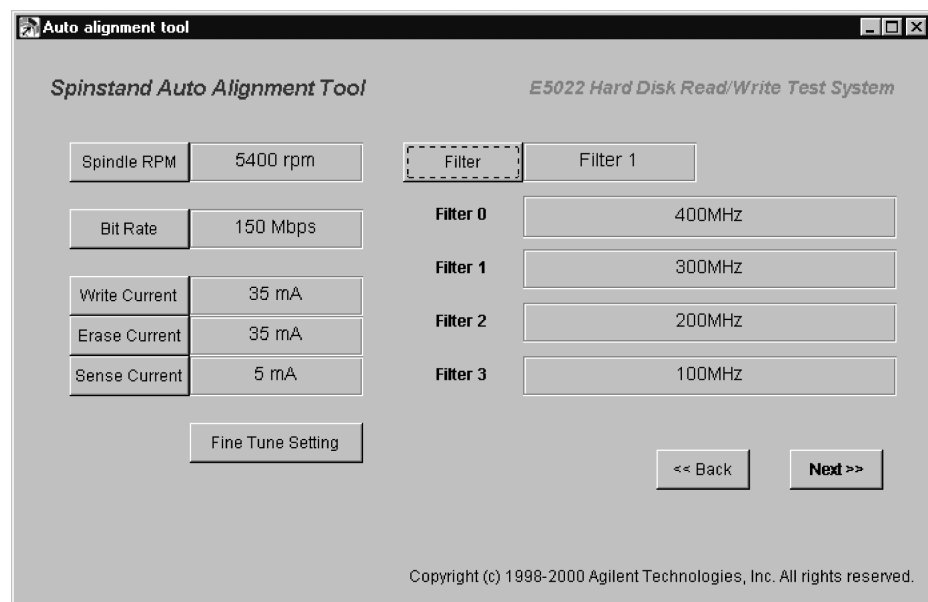 Auto alignment tool
Spinstand Auto Alignment Tool
E5022 Hard Disk Read/Write Test System
Spindle RPM 5400 rpm
Filter Filter 1
Bit Rate 150 Mbps
Filter 0 400MHz
Filter 1 300MHz
Write Current 35 mA
Erase Current 35 mA
Filter 2 200MHz
Sense Current 5 mA
Filter 3 100MHz
Fine Tune Setting
<< Back
Next >>
Copyright (c) 1998-2000 Agilent Technologies, Inc. All rights reserved.